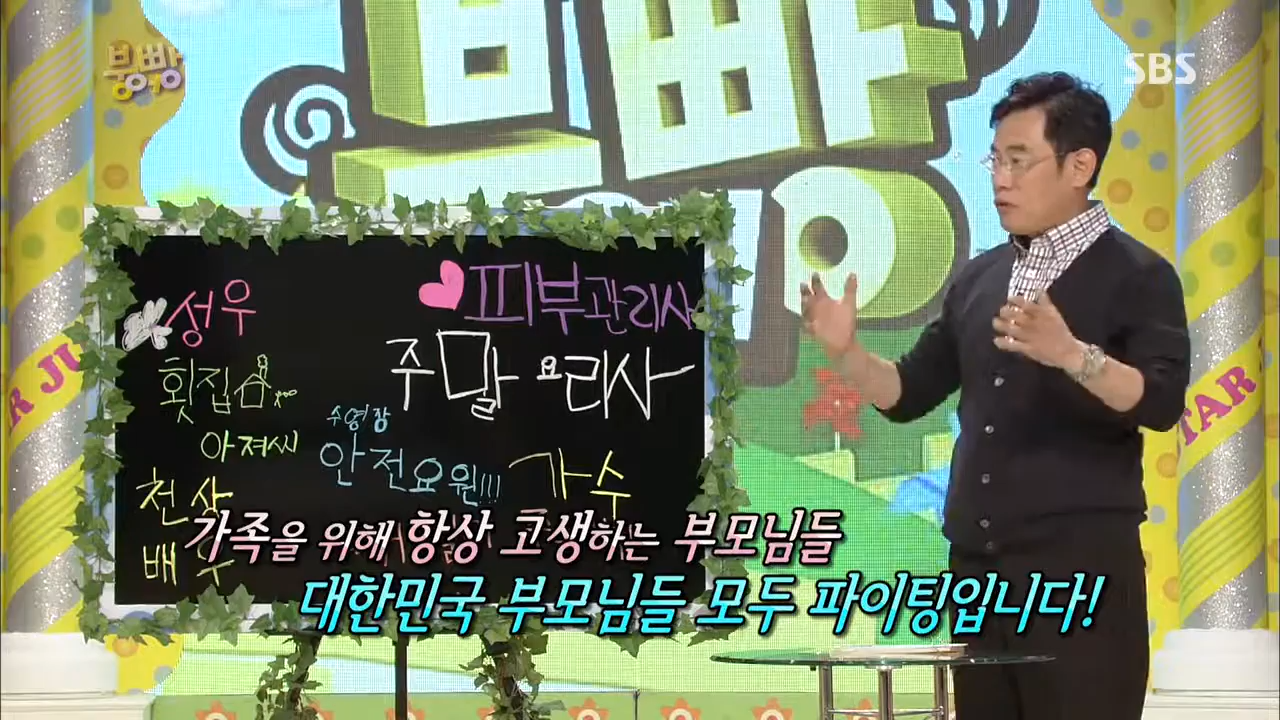 붕어빵
SBS
성우
피부관리사
횟집
주말 요리사
아저씨
수영장
안전요원!!!
가수
천상
배우
가족을 위해 항상 고생하는 부모님들
대한민국 부모님들 모두 파이팅입니다!
STAR